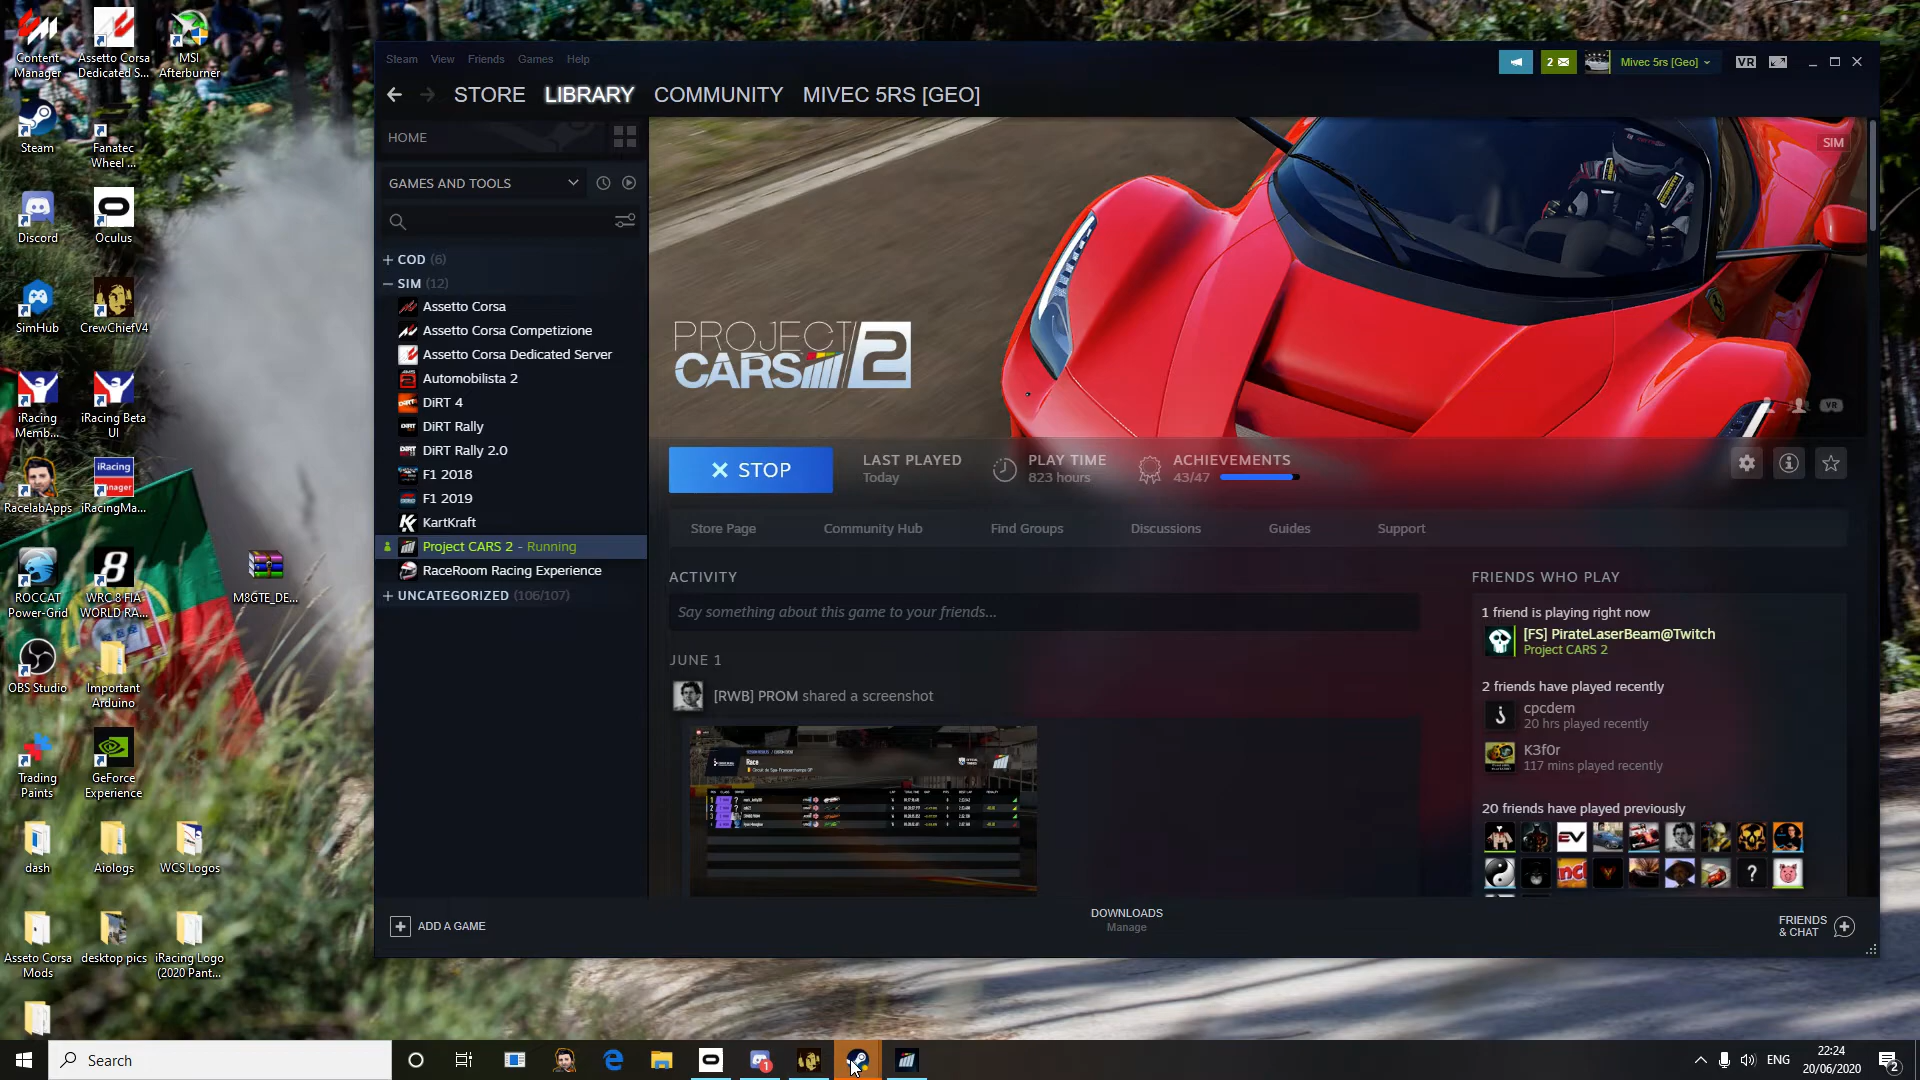 Content
Manager
Assetto Corsa
Dedicated S...
MSI
Afterburner
Steam
Fanatec
Wheel ...
Discord
Oculus
SimHub
CrewChiefV4
iRacing
Memb...
iRacing Beta
UI
RacelabApps
iRacing
Manager
iRacingMa...
ROCCAT
Power-Grid
8
WRC 8 FIA
WORLD RA...
M8GTE_DE...
OBS Studio
Important
Arduino
Trading
Paints
GeForce
Experience
dash
Aiologs
WCS Logos
Asseto Corsa
Mods
desktop pics
iRacing Logo
(2020 Pant...
Steam View Friends Games Help
2
Mivec 5rs [Geo]
VR
STORE LIBRARY COMMUNITY MIVEC 5RS [GEO]
HOME
GAMES AND TOOLS
+ COD (6)
– SIM (12)
Assetto Corsa
Assetto Corsa Competizione
Assetto Corsa Dedicated Server
Automobilista 2
DiRT 4
DiRT Rally
DiRT Rally 2.0
F1 2018
F1 2019
KartKraft
Project CARS 2 - Running
RaceRoom Racing Experience
+ UNCATEGORIZED (106/107)
SIM
PROJECT
CARS 2
VR
STOP
LAST PLAYED
Today
PLAY TIME
823 hours
ACHIEVEMENTS
43/47
Store Page Community Hub Find Groups Discussions Guides Support
ACTIVITY
Say something about this game to your friends...
JUNE 1
[RWB] PROM shared a screenshot
Race
FRIENDS WHO PLAY
1 friend is playing right now
[FS] PirateLaserBeam@Twitch
Project CARS 2
2 friends have played recently
cpcdem
20 hrs played recently
K3f0r
117 mins played recently
20 friends have played previously
EV
ADD A GAME
DOWNLOADS
Manage
FRIENDS
& CHAT
Search
1
ENG
22:24
20/06/2020
2